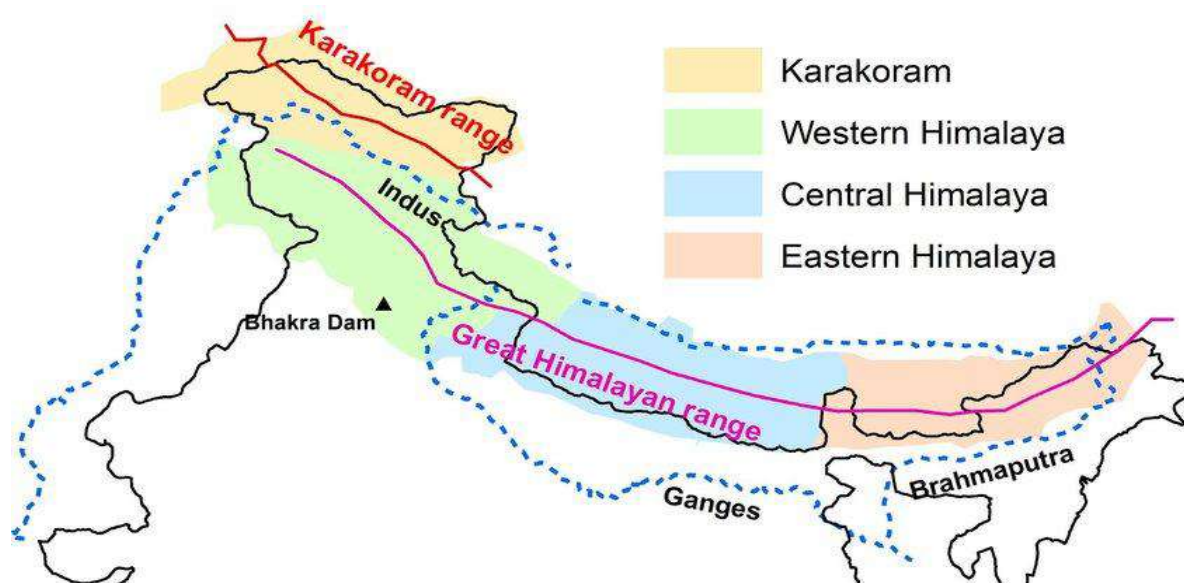 Karakoram range
Karakoram
Western Himalaya
Central Himalaya
Eastern Himalaya
Indus
Bhakra Dam
Great Himalayan range
Ganges
Brahmaputra